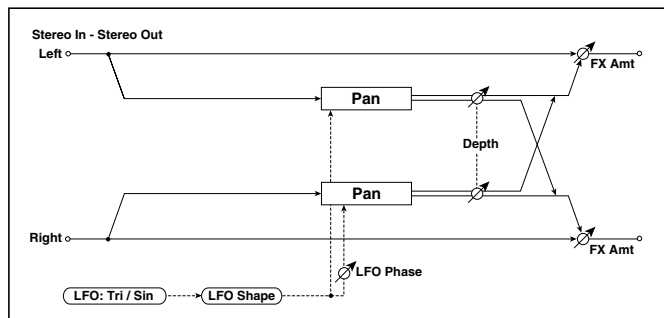 Stereo In - Stereo Out
Left
FX Amt
Pan
Depth
Pan
Right
FX Amt
LFO Phase
LFO: Tri / Sin
LFO Shape